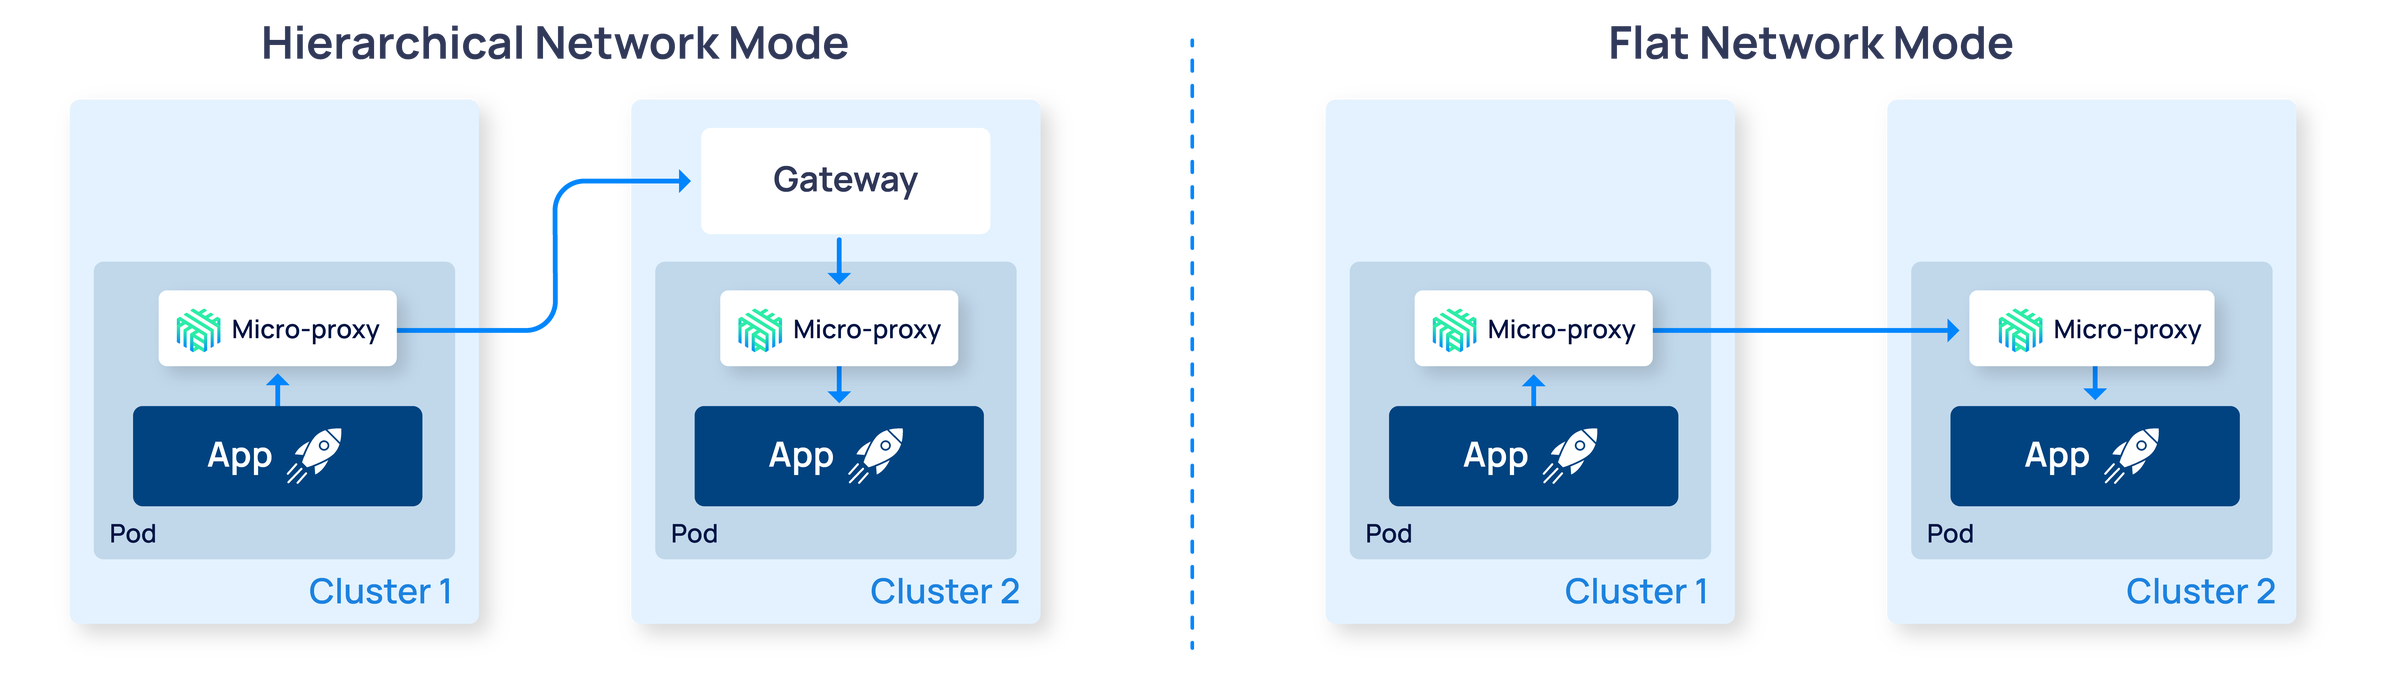 Hierarchical Network Mode
Gateway
Micro-proxy
App
Pod
Cluster 1
Micro-proxy
App
Pod
Cluster 2
Flat Network Mode
Micro-proxy
App
Pod
Cluster 1
Micro-proxy
App
Pod
Cluster 2